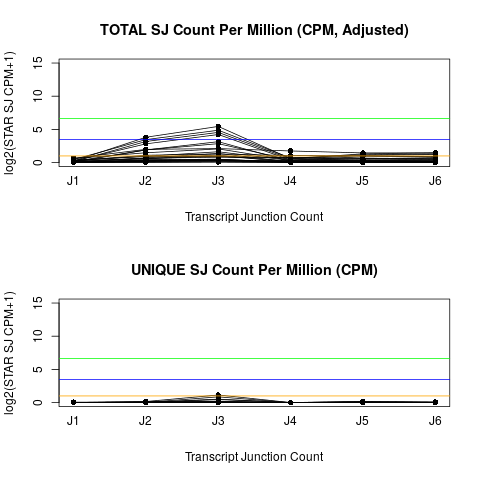 TOTAL SJ Count Per Million (CPM, Adjusted)
log2(STAR SJ CPM+1)
15
10
5
0
J1 J2 J3 J4 J5 J6
Transcript Junction Count
UNIQUE SJ Count Per Million (CPM)
log2(STAR SJ CPM+1)
15
10
5
0
J1 J2 J3 J4 J5 J6
Transcript Junction Count